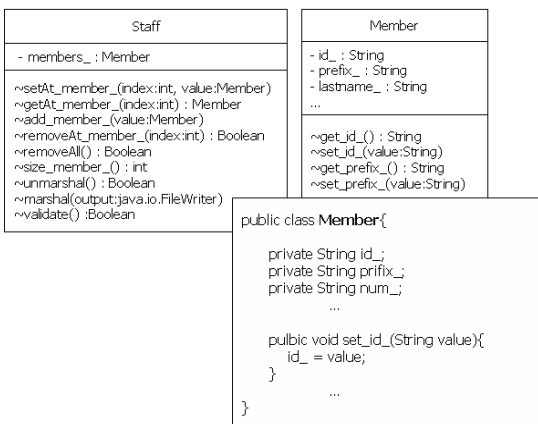 Staff
- members_ : Member
~setAt_member_(index:int, value:Member)
~getAt_member_(index:int) : Member
~add_member_(value:Member)
~removeAt_member_(index:int) : Boolean
~removeAll() : Boolean
~size_member_() : int
~unmarshal() : Boolean
~marshal(output:java.io.FileWriter)
~validate() :Boolean
Member
- id_ : String
- prefix_ : String
- lastname_ : String
...
~get_id_() : String
~set_id_(value:String)
~get_prefix_() : String
~set_prefix_(value:String)
public class Member{
private String id_;
private String prifix_;
private String num_;
...
pulbic void set_id_(String value){
id_ = value;
}
...
}